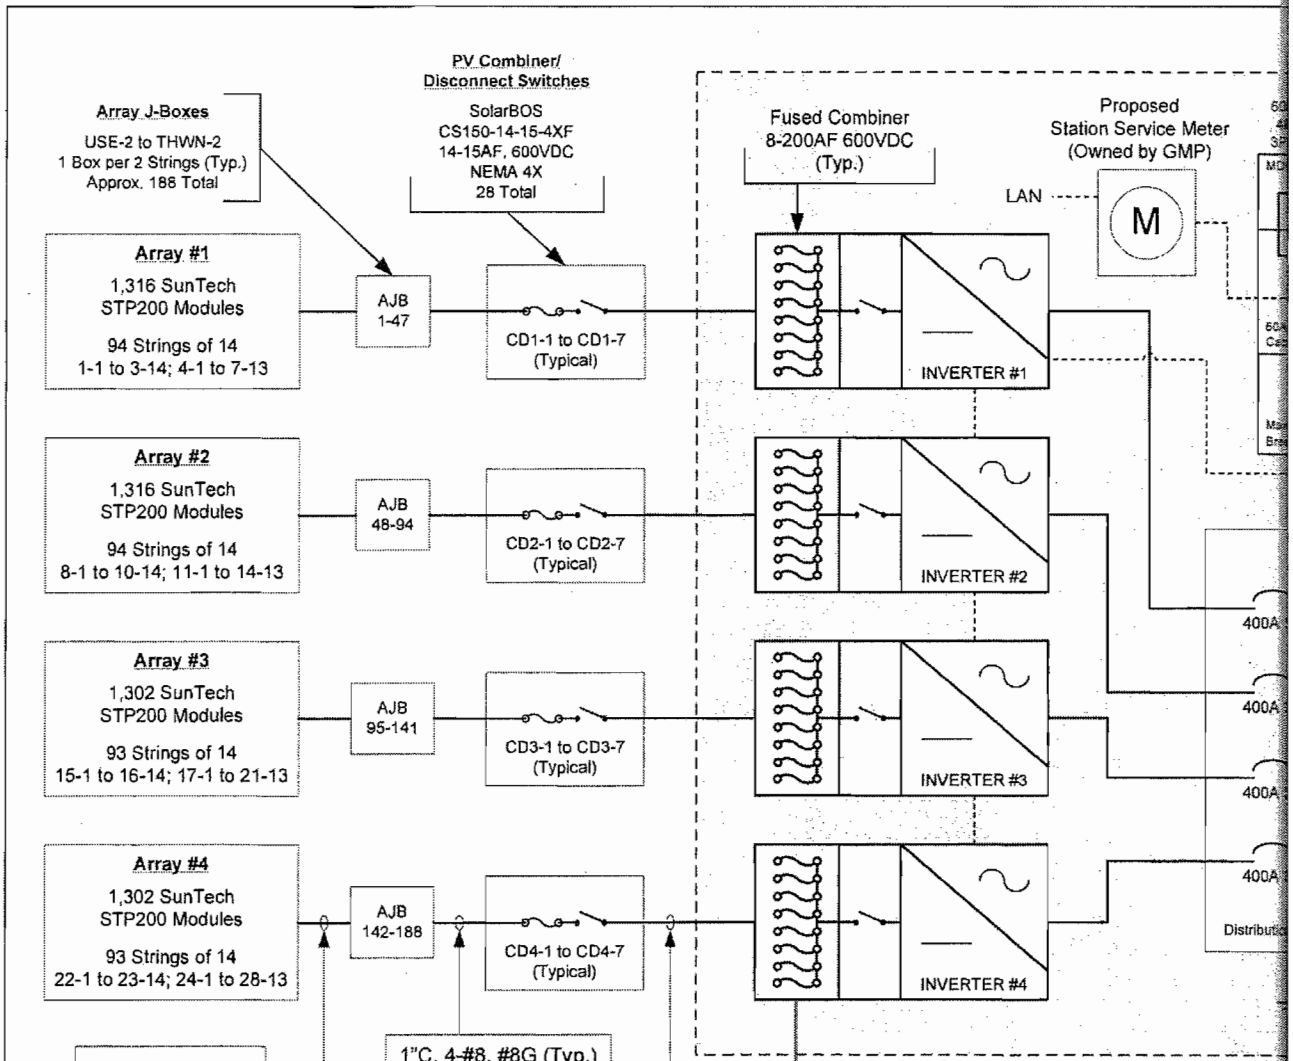 PV Combiner/
Disconnect Switches
SolarBOS
CS150-14-15-4XF
14-15AF, 600VDC
NEMA 4X
28 Total
Array J-Boxes
USE-2 to THWN-2
1 Box per 2 Strings (Typ.)
Approx. 188 Total
Fused Combiner
8-200AF 600VDC
(Typ.)
Proposed
Station Service Meter
(Owned by GMP)
LAN
M
Array #1
1,316 SunTech
STP200 Modules
94 Strings of 14
1-1 to 3-14; 4-1 to 7-13
AJB
1-47
CD1-1 to CD1-7
(Typical)
INVERTER #1
Array #2
1,316 SunTech
STP200 Modules
94 Strings of 14
8-1 to 10-14; 11-1 to 14-13
AJB
48-94
CD2-1 to CD2-7
(Typical)
INVERTER #2
400A
Array #3
1,302 SunTech
STP200 Modules
93 Strings of 14
15-1 to 16-14; 17-1 to 21-13
AJB
95-141
CD3-1 to CD3-7
(Typical)
INVERTER #3
400A
400A
Array #4
1,302 SunTech
STP200 Modules
93 Strings of 14
22-1 to 23-14; 24-1 to 28-13
AJB
142-188
CD4-1 to CD4-7
(Typical)
INVERTER #4
400A
1"C, 4-#8, #8G (Typ.)